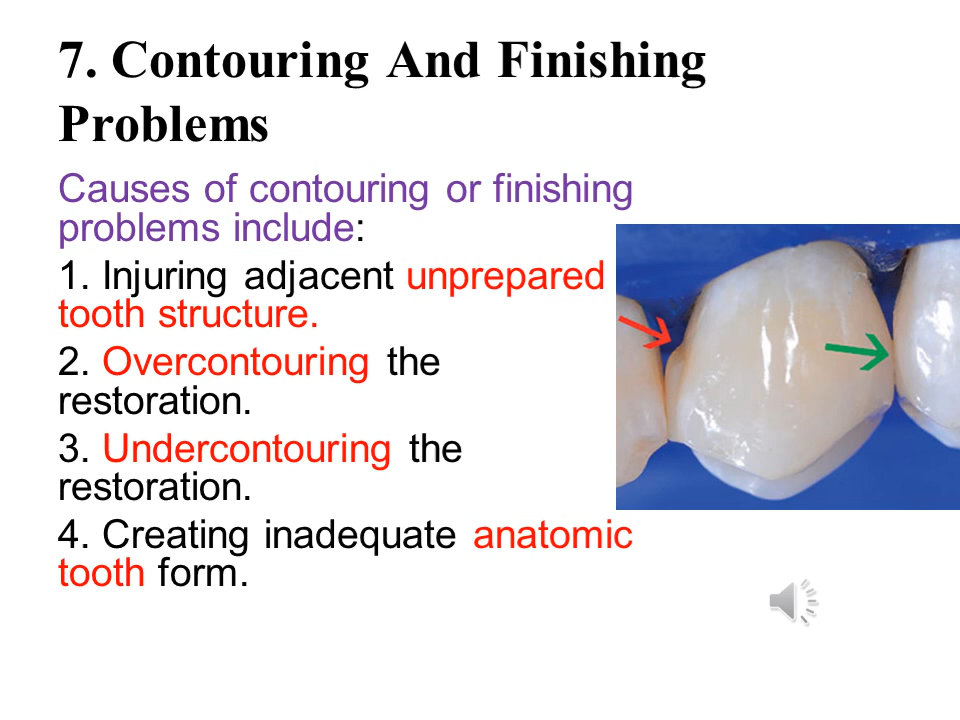 7. Contouring And Finishing
Problems
Causes of contouring or finishing
problems include:
1. Injuring adjacent unprepared
tooth structure.
2. Overcontouring the
restoration.
3. Undercontouring the
restoration.
4. Creating inadequate anatomic
tooth form.